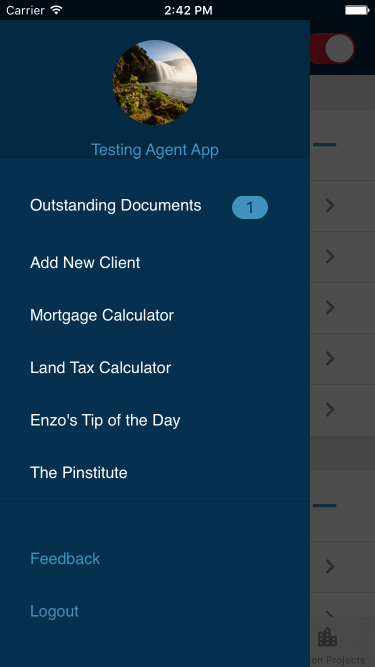 Carrier 2:42 PM
Testing Agent App
Outstanding Documents 1
Add New Client
Mortgage Calculator
Land Tax Calculator
Enzo's Tip of the Day
The Pinstitute
Feedback
Logout
on Projects